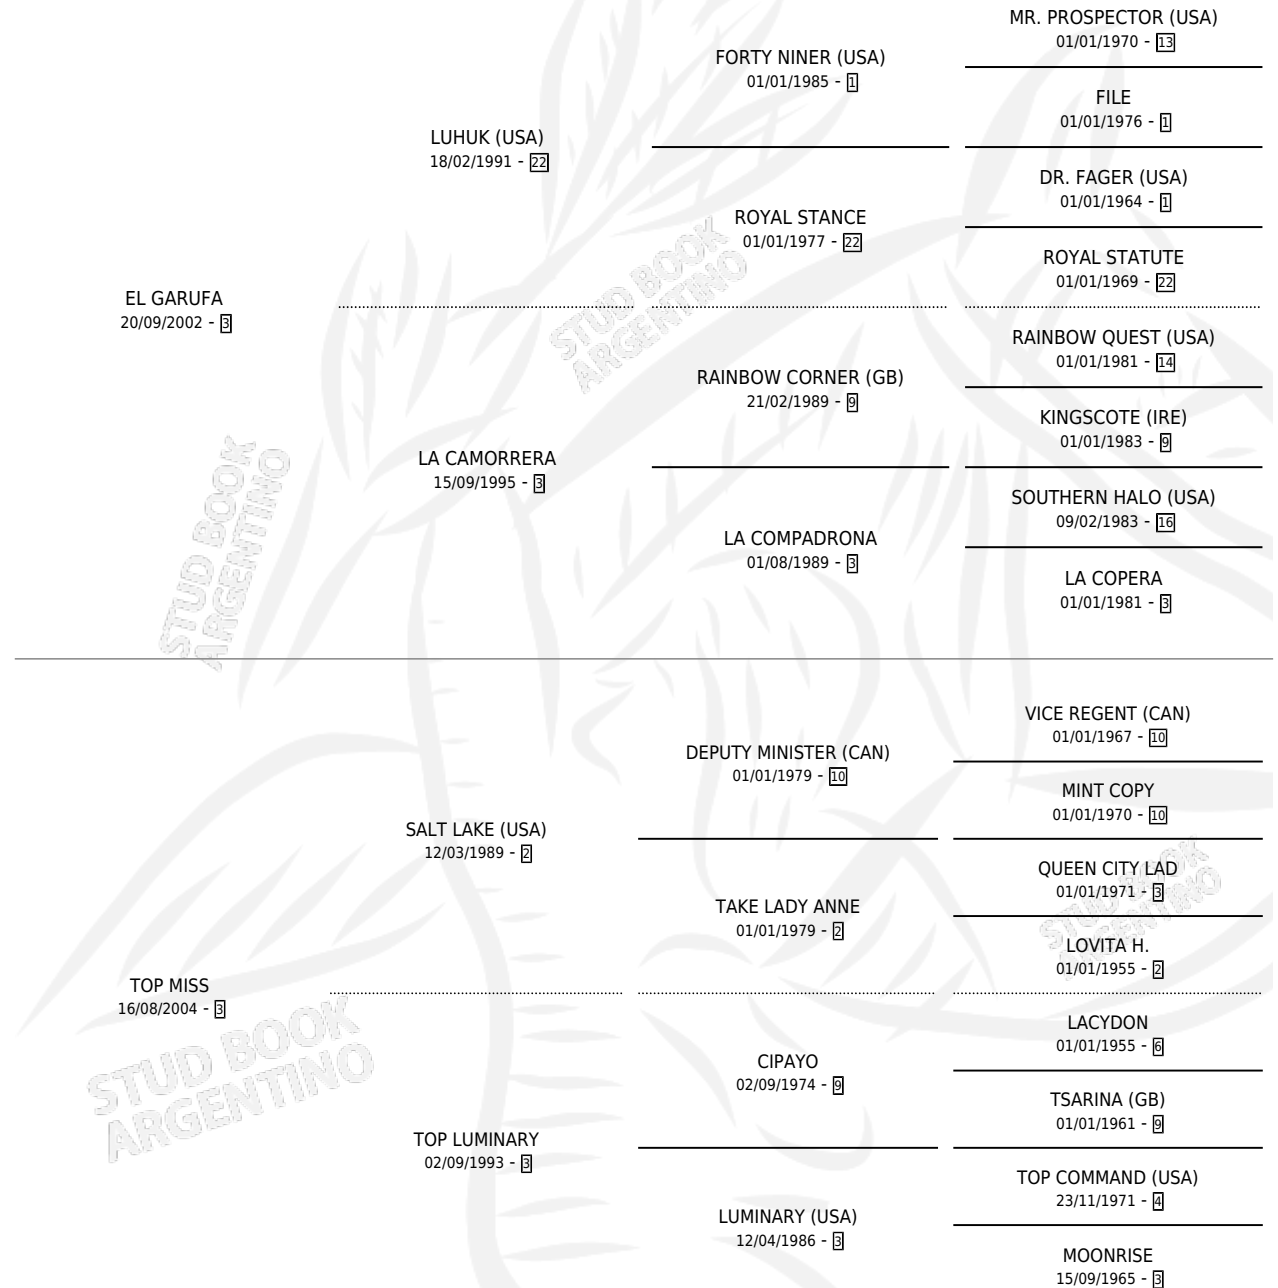 MR. PROSPECTOR (USA)
01/01/1970 - 13
FORTY NINER (USA)
01/01/1985 - 1
FILE
01/01/1976 - 1
LUHUK (USA)
18/02/1991 - 22
DR. FAGER (USA)
01/01/1964 - 1
ROYAL STANCE
01/01/1977 - 22
ROYAL STATUTE
01/01/1969 - 22
EL GARUFA
20/09/2002 - 3
RAINBOW QUEST (USA)
01/01/1981 - 14
RAINBOW CORNER (GB)
21/02/1989 - 9
KINGSCOTE (IRE)
01/01/1983 - 9
LA CAMORRERA
15/09/1995 - 3
SOUTHERN HALO (USA)
09/02/1983 - 16
LA COMPADRONA
01/08/1989 - 3
LA COPERA
01/01/1981 - 3
STUD BOOK
ARGENTINO
STUD BOOK
ARGENTINO
VICE REGENT (CAN)
01/01/1967 - 10
DEPUTY MINISTER (CAN)
01/01/1979 - 10
MINT COPY
01/01/1970 - 10
SALT LAKE (USA)
12/03/1989 - 2
QUEEN CITY LAD
01/01/1971 - 3
TAKE LADY ANNE
01/01/1979 - 2
LOVITA H.
01/01/1955 - 2
STUD BOOK
ARGENTINO
TOP MISS
16/08/2004 - 3
LACYDON
01/01/1955 - 6
CIPAYO
02/09/1974 - 9
TSARINA (GB)
01/01/1961 - 9
STUD BOOK
ARGENTINO
TOP LUMINARY
02/09/1993 - 3
TOP COMMAND (USA)
23/11/1971 - 4
LUMINARY (USA)
12/04/1986 - 3
MOONRISE
15/09/1965 - 3